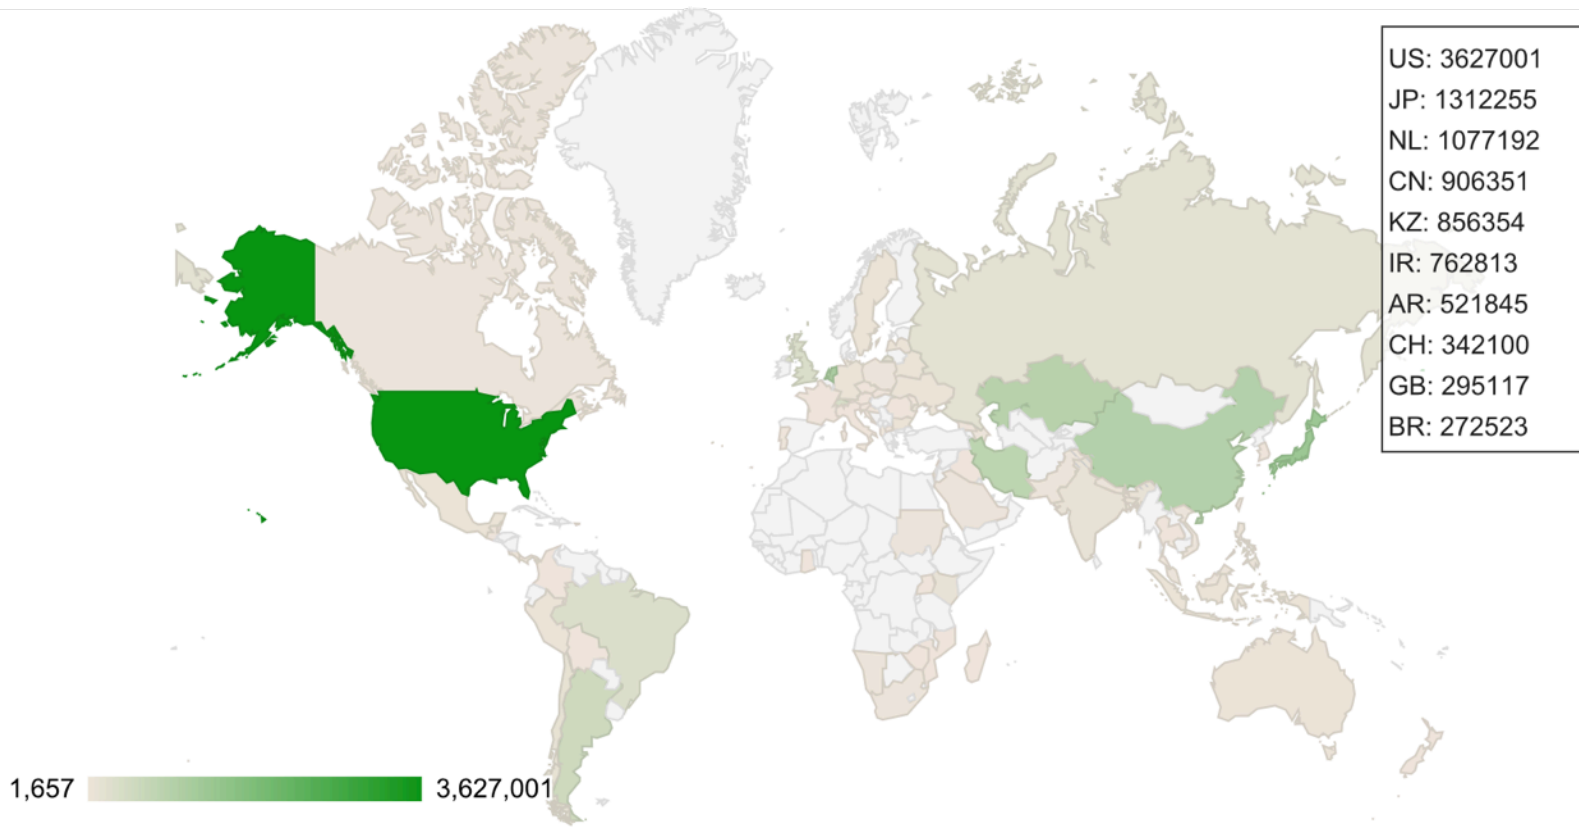 US: 3627001
JP: 1312255
NL: 1077192
CN: 906351
KZ: 856354
IR: 762813
AR: 521845
CH: 342100
GB: 295117
BR: 272523
1,657 3,627,001